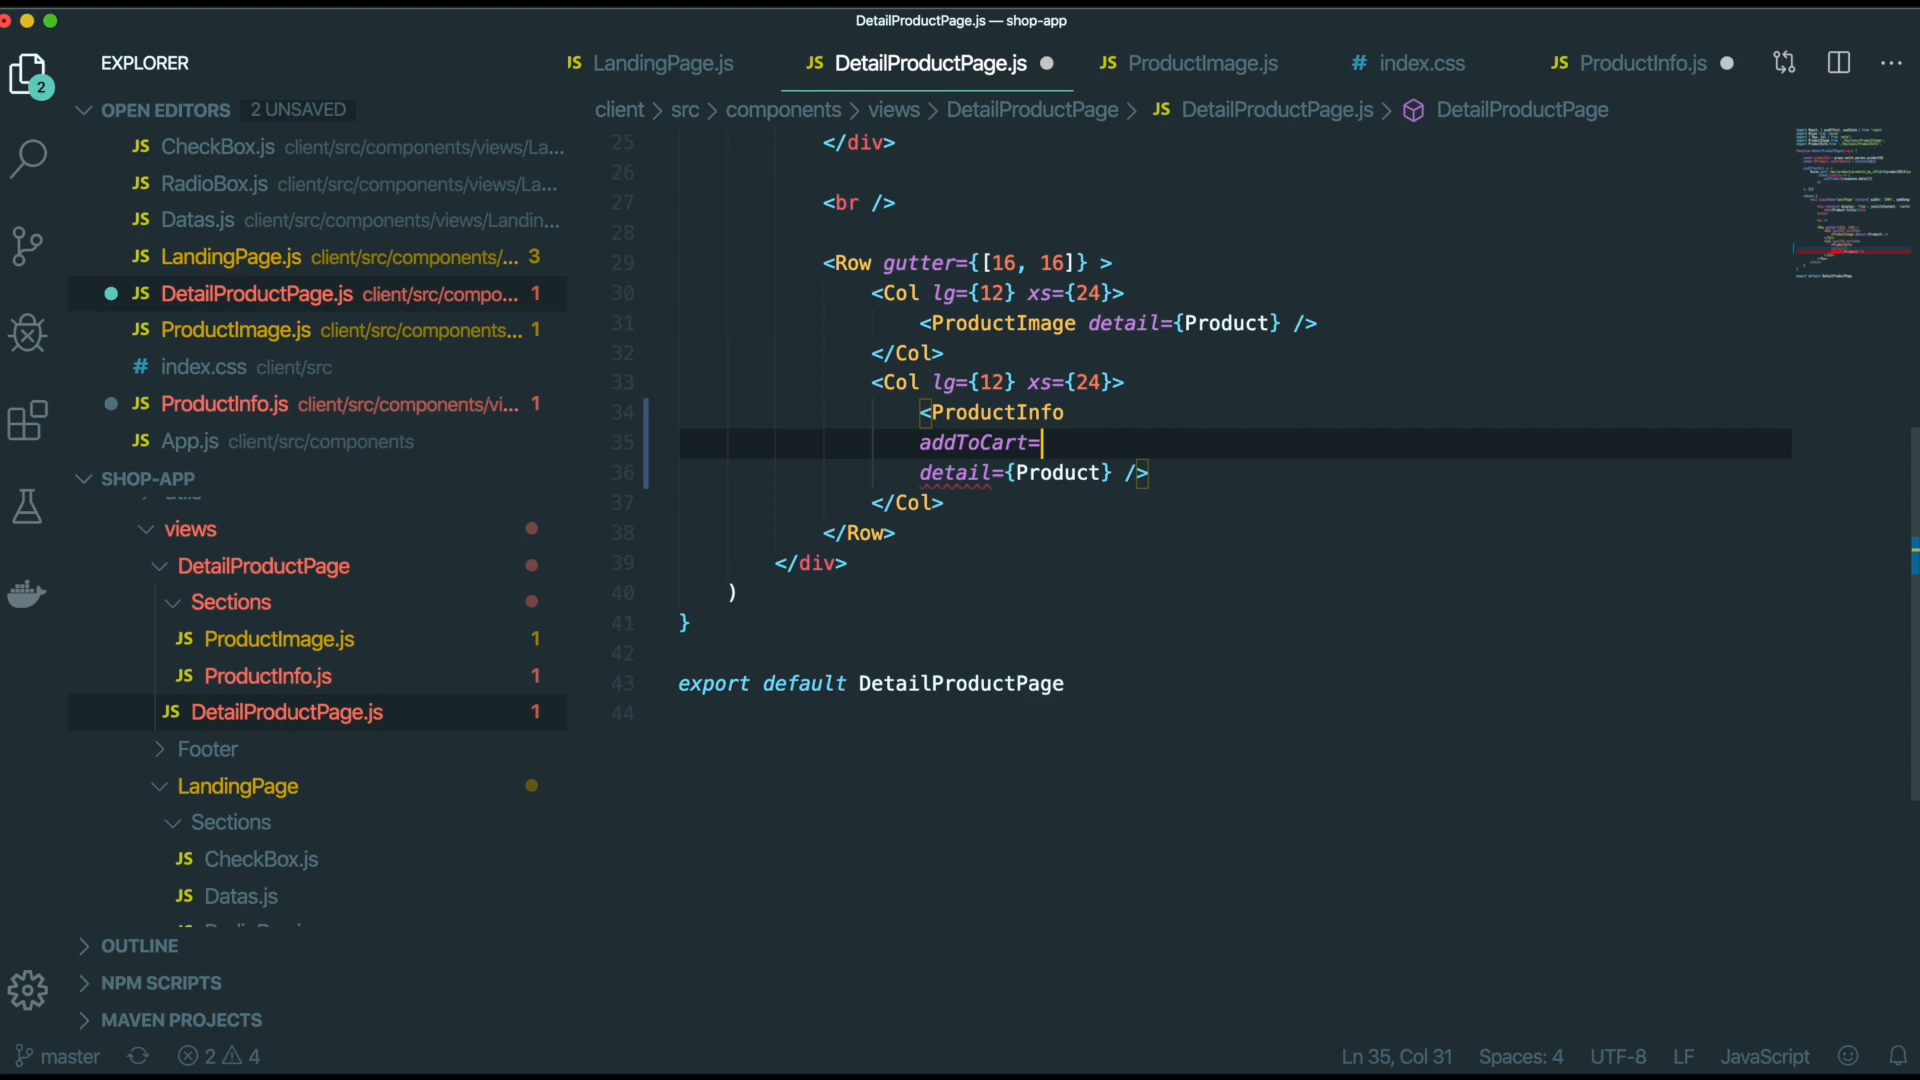 DetailProductPage.js — shop-app
EXPLORER
JS LandingPage.js
JS DetailProductPage.js
JS ProductImage.js
# index.css
JS ProductInfo.js
2
OPEN EDITORS 2 UNSAVED
client > src > components > views > DetailProductPage > JS DetailProductPage.js > DetailProductPage
JS CheckBox.js client/src/components/views/La...
JS RadioBox.js client/src/components/views/La...
JS Datas.js client/src/components/views/Landin...
JS LandingPage.js client/src/components/... 3
JS DetailProductPage.js client/src/compo... 1
JS ProductImage.js client/src/components... 1
# index.css client/src
JS ProductInfo.js client/src/components/vi... 1
JS App.js client/src/components
SHOP-APP
utils
views
DetailProductPage
Sections
JS ProductImage.js 1
JS ProductInfo.js 1
JS DetailProductPage.js 1
Footer
LandingPage
Sections
JS CheckBox.js
JS Datas.js
OUTLINE
NPM SCRIPTS
MAVEN PROJECTS
25 </div>
26
27 <br />
28
29 <Row gutter={[16, 16]} >
30 <Col lg={12} xs={24}>
31 <ProductImage detail={Product} />
32 </Col>
33 <Col lg={12} xs={24}>
34 <ProductInfo
35 addToCart=
36 detail={Product} />
37 </Col>
38 </Row>
39 </div>
40 )
41 }
42
43 export default DetailProductPage
44
master 2 4
Ln 35, Col 31 Spaces: 4 UTF-8 LF JavaScript